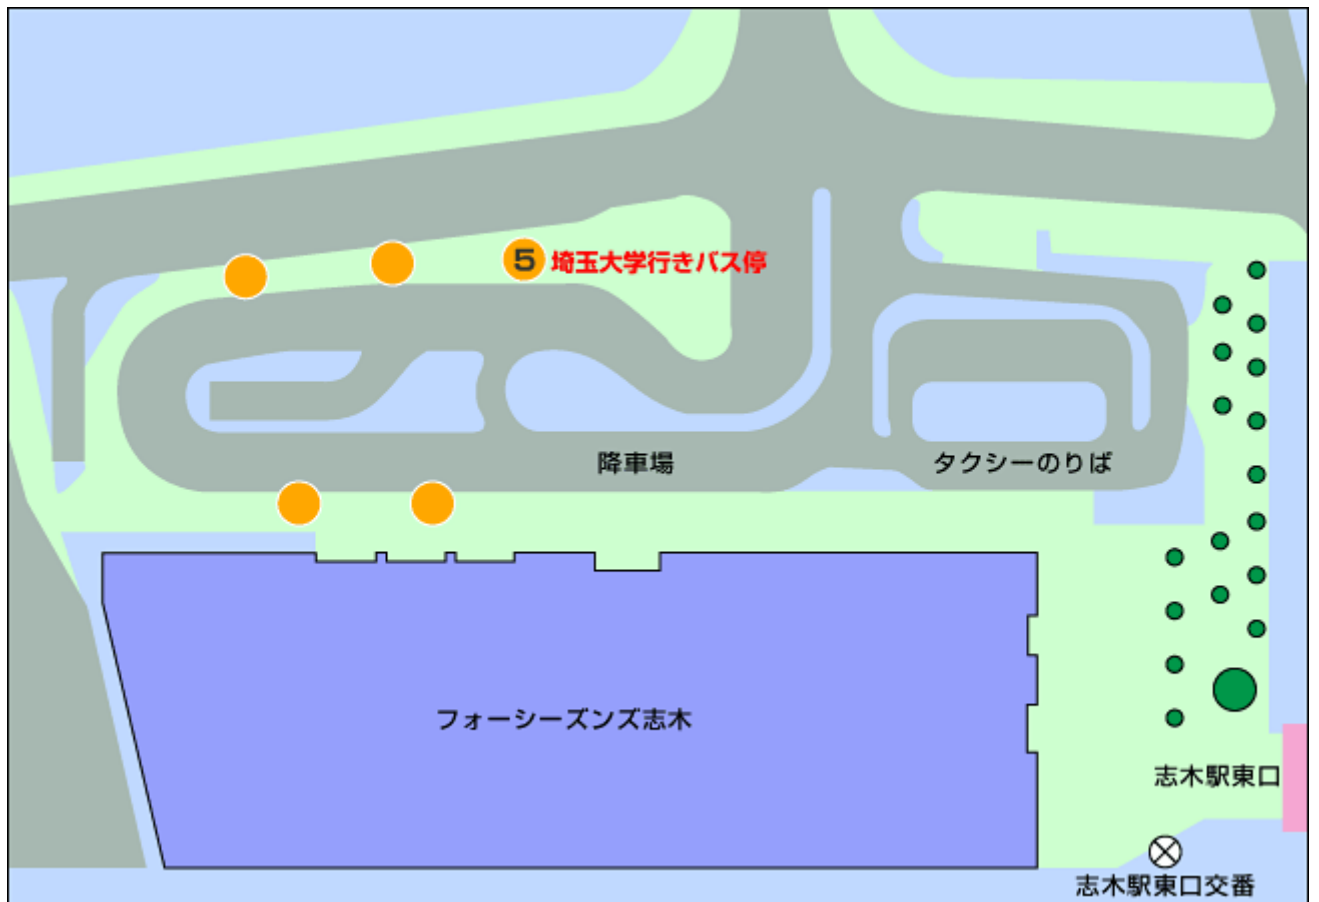 5 埼玉大学行きバス停
降車場
タクシーのりば
フォーシーズンズ志木
志木駅東口
志木駅東口交番